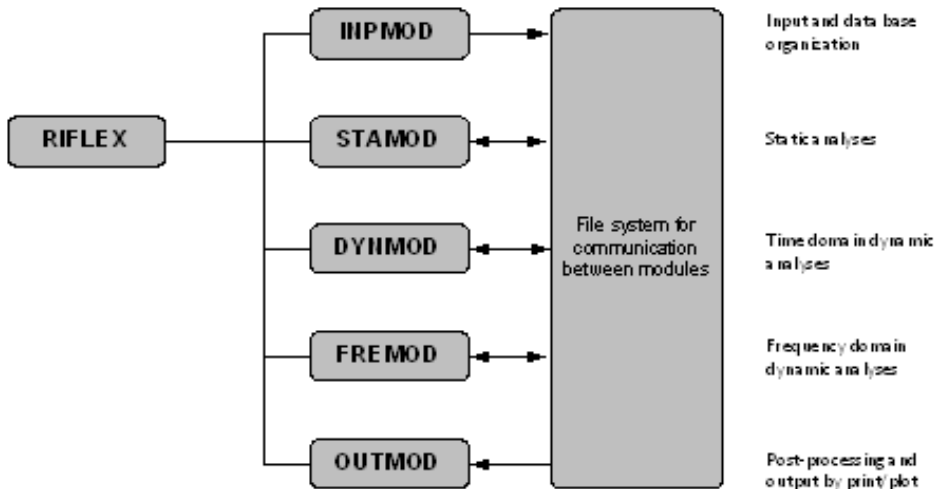 INPMOD
Input and data base
organization
RIFLEX
STAMOD
Static analyses
DYNMOD
File system for
communication
between modules
Time domain dynamic
analyses
FREMOD
Frequency domain
dynamic analyses
OUTMOD
Post-processing and
output by print/plot